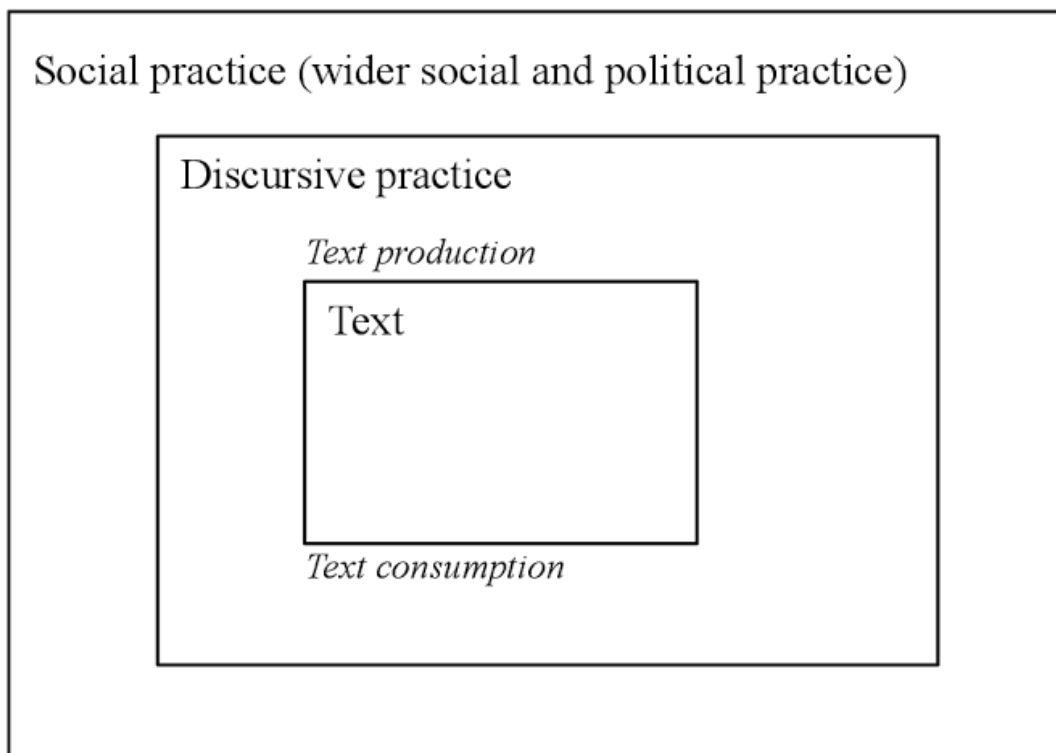 Social practice (wider social and political practice)
Discursive practice
Text production
Text
Text consumption